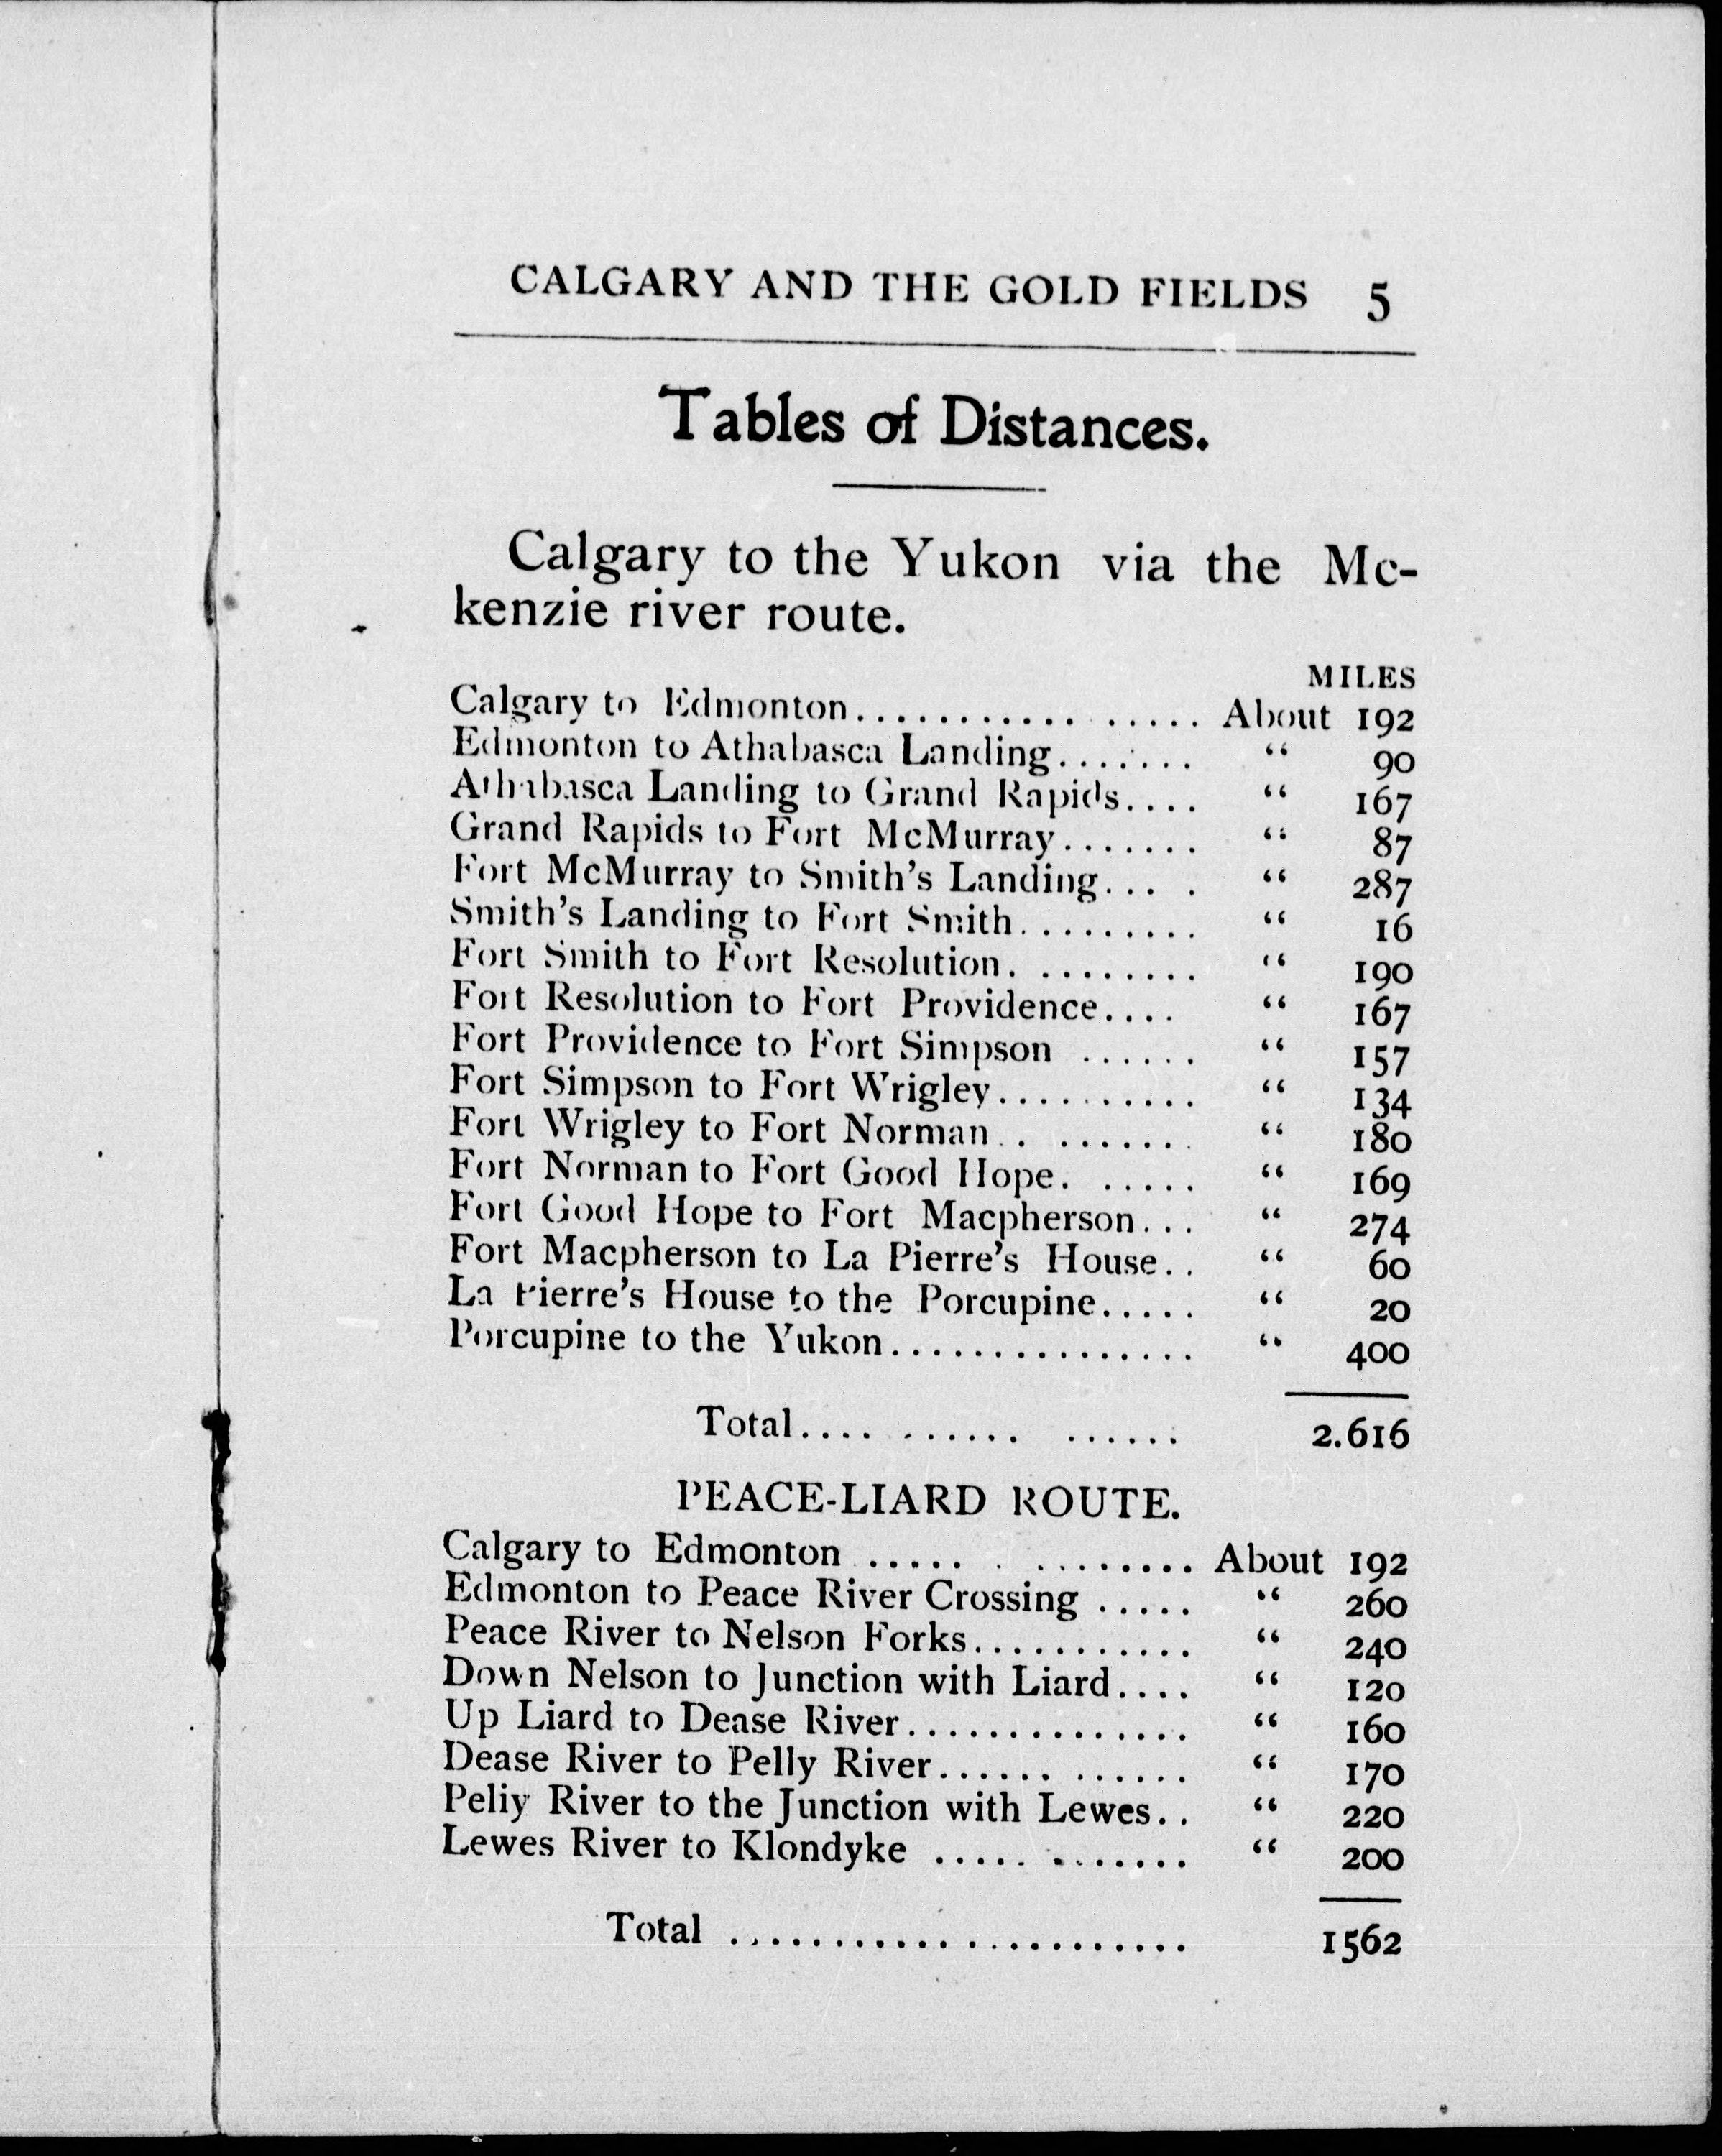 CALGARY AND THE GOLD FIELDS 5
Tables of Distances.
Calgary to the Yukon via the Mc-
kenzie river route.
MILES
Calgary to Edmonton................ About 192
Edmonton to Athabasca Landing....... “ 90
Athabasca Landing to Grand Rapids.... “ 167
Grand Rapids to Fort McMurray....... “ 87
Fort McMurray to Smith's Landing... . “ 287
Smith's Landing to Fort Smith......... “ 16
Fort Smith to Fort Resolution. ........ “ 190
Fort Resolution to Fort Providence.... “ 167
Fort Providence to Fort Simpson ...... “ 157
Fort Simpson to Fort Wrigley.......... “ 134
Fort Wrigley to Fort Norman. . ....... “ 180
Fort Norman to Fort Good Hope. ..... “ 169
Fort Good Hope to Fort Macpherson... “ 274
Fort Macpherson to La Pierre's House.. “ 60
La Pierre's House to the Porcupine..... “ 20
Porcupine to the Yukon............... “ 400
Total.... ...... ...... 2.616
PEACE-LIARD ROUTE.
Calgary to Edmonton ..... . ........ About 192
Edmonton to Peace River Crossing ..... “ 260
Peace River to Nelson Forks........... “ 240
Down Nelson to Junction with Liard.... “ 120
Up Liard to Dease River.............. “ 160
Dease River to Pelly River...... ...... “ 170
Peliy River to the Junction with Lewes.. “ 220
Lewes River to Klondyke ..... ....... “ 200
Total ....................... 1562